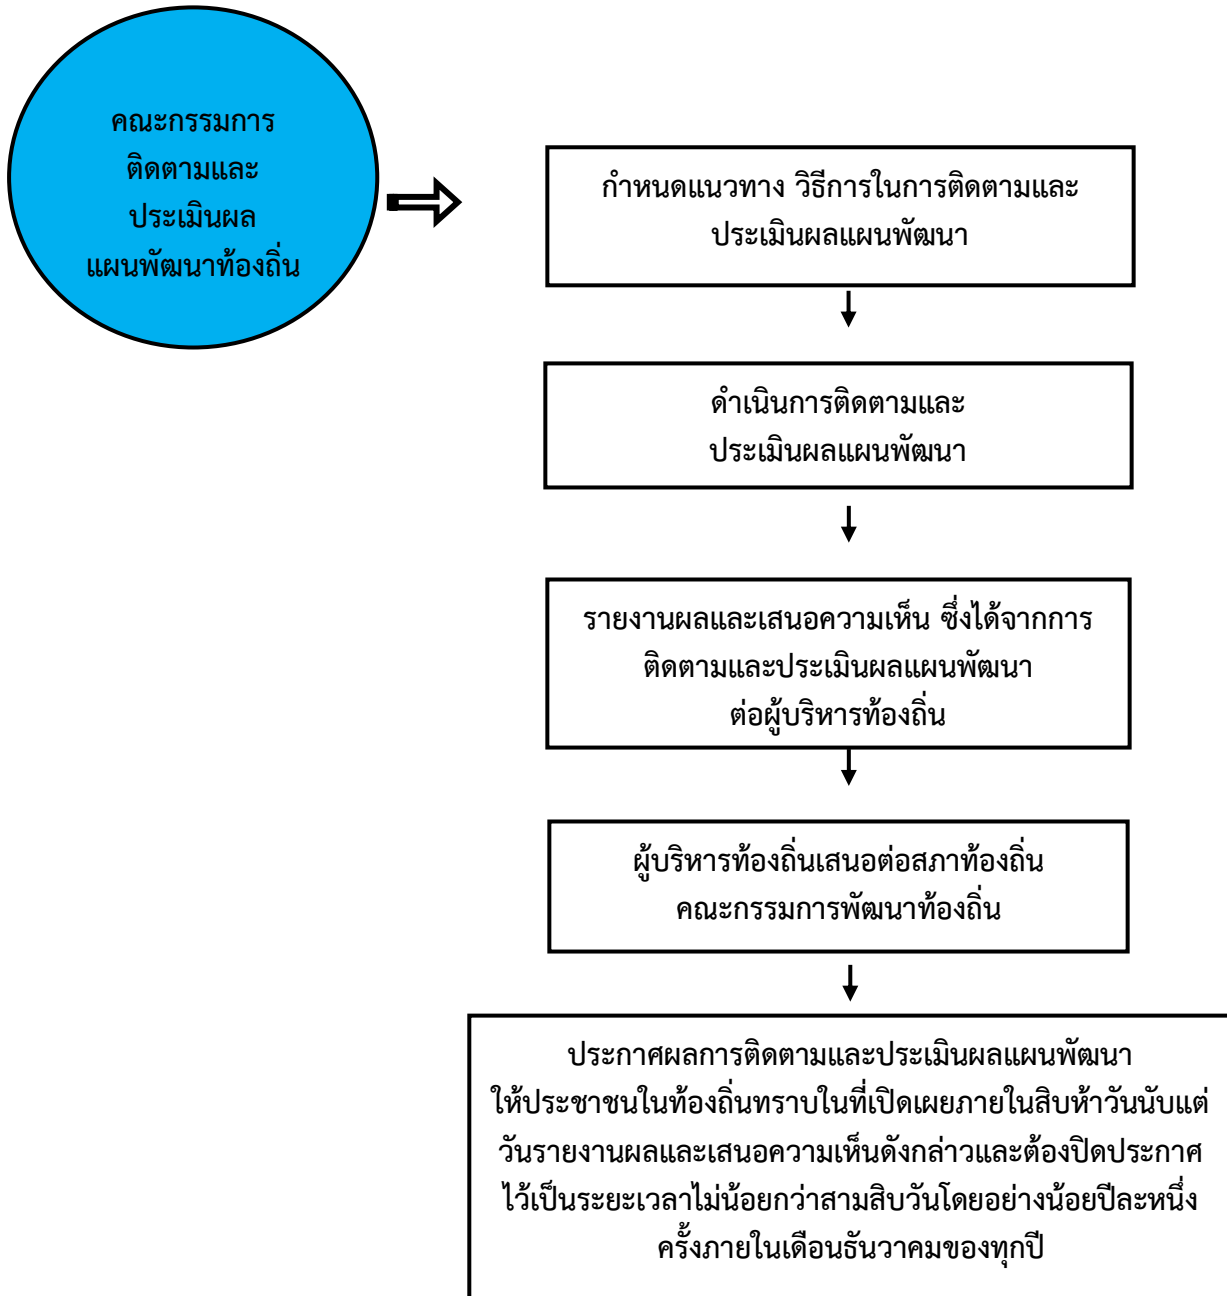 คณะกรรมการ
ติดตามและ
ประเมินผล
แผนพัฒนาท้องถิ่น
กำหนดแนวทาง วิธีการในการติดตามและ
ประเมินผลแผนพัฒนา
ดำเนินการติดตามและ
ประเมินผลแผนพัฒนา
รายงานผลและเสนอความเห็น ซึ่งได้จากการ
ติดตามและประเมินผลแผนพัฒนา
ต่อผู้บริหารท้องถิ่น
ผู้บริหารท้องถิ่นเสนอต่อสภาท้องถิ่น
คณะกรรมการพัฒนาท้องถิ่น
ประกาศผลการติดตามและประเมินผลแผนพัฒนา
ให้ประชาชนในท้องถิ่นทราบในที่เปิดเผยภายในสิบห้าวันนับแต่
วันรายงานผลและเสนอความเห็นดังกล่าวและต้องปิดประกาศ
ไว้เป็นระยะเวลาไม่น้อยกว่าสามสิบวันโดยอย่างน้อยปีละหนึ่ง
ครั้งภายในเดือนธันวาคมของทุกปี